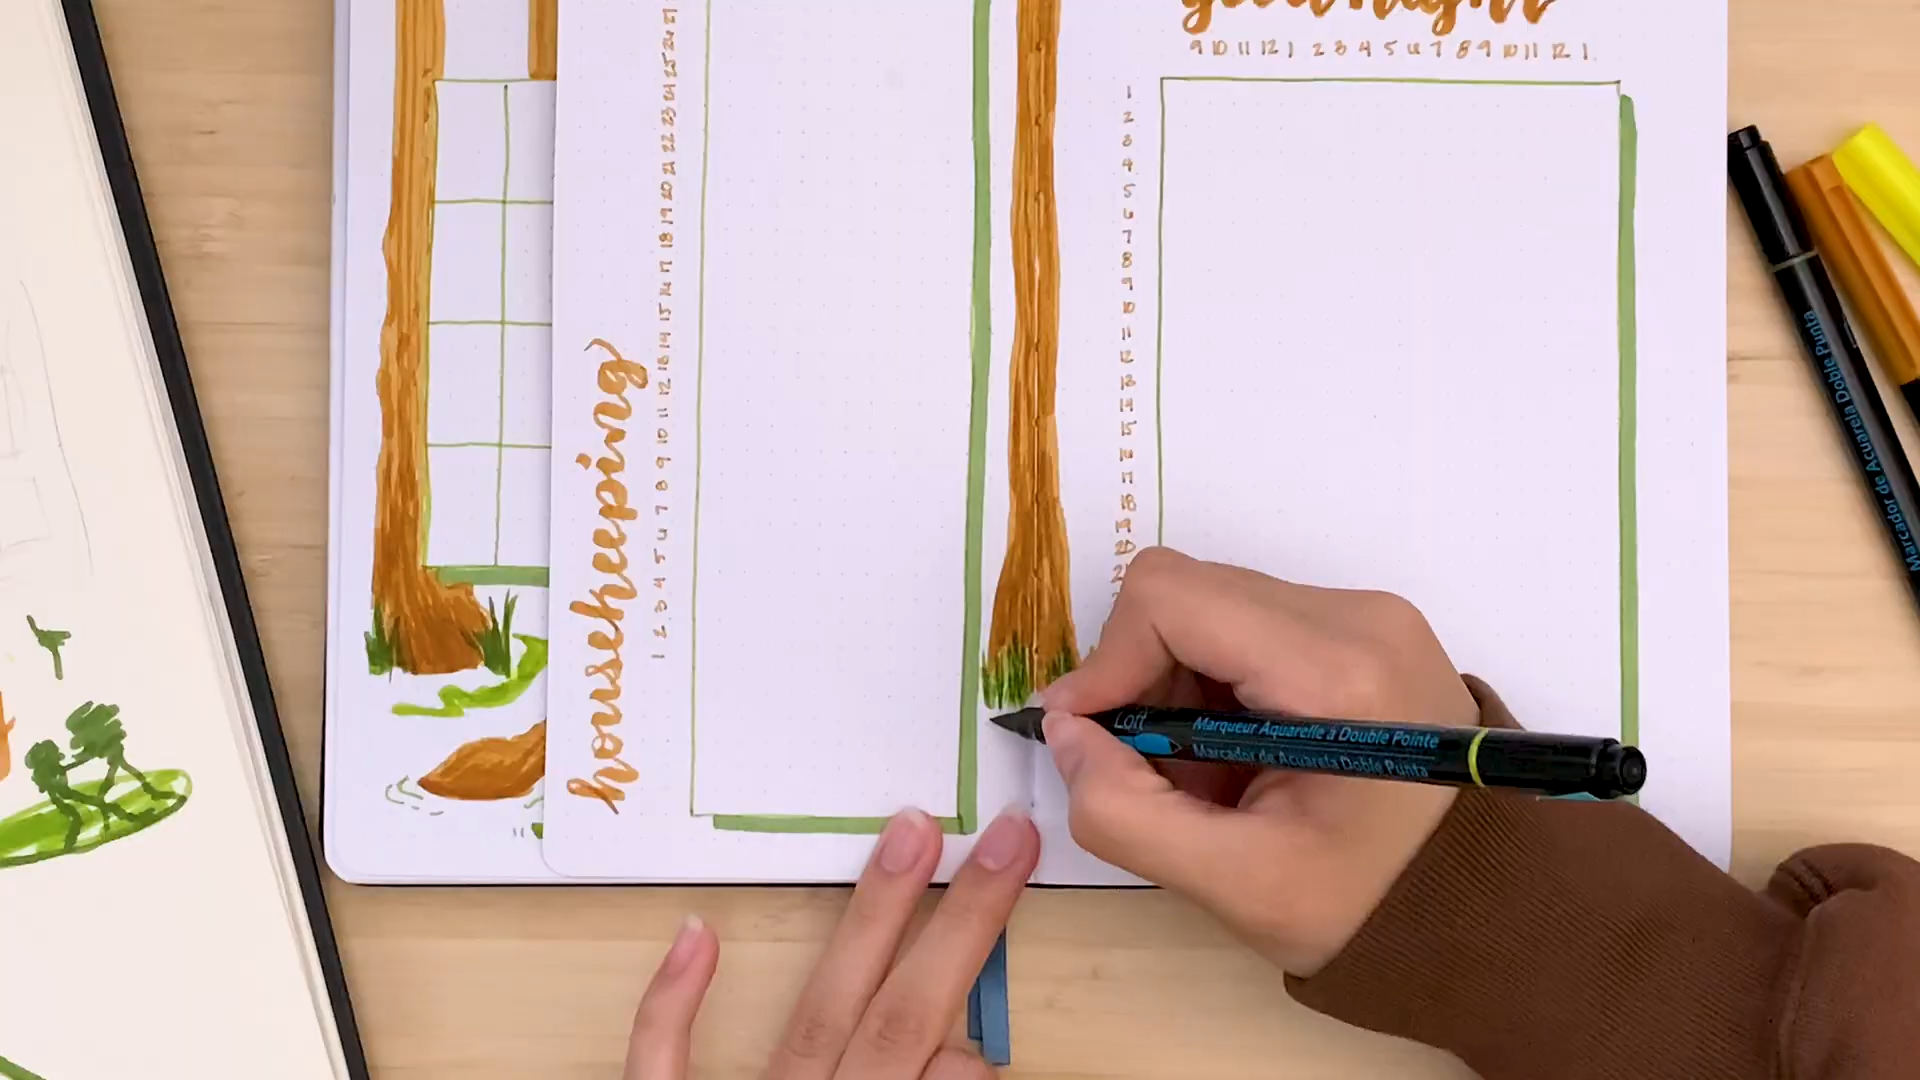 good night
9 10 11 12 1 2 3 4 5 6 7 8 9 10 11 12 1
housekeeping
1 2 3 4 5 6 7 8 9 10 11 12 13 14 15 16 17 18 19 20 21 22 23 24 25 26 27
1
2
3
4
5
6
7
8
9
10
11
12
13
14
15
16
17
18
19
20
Loft
Marqueur Aquarelle à Double Pointe
Marcador de Acuarela Doble Punta
Marcador de Acuarela Doble Punta